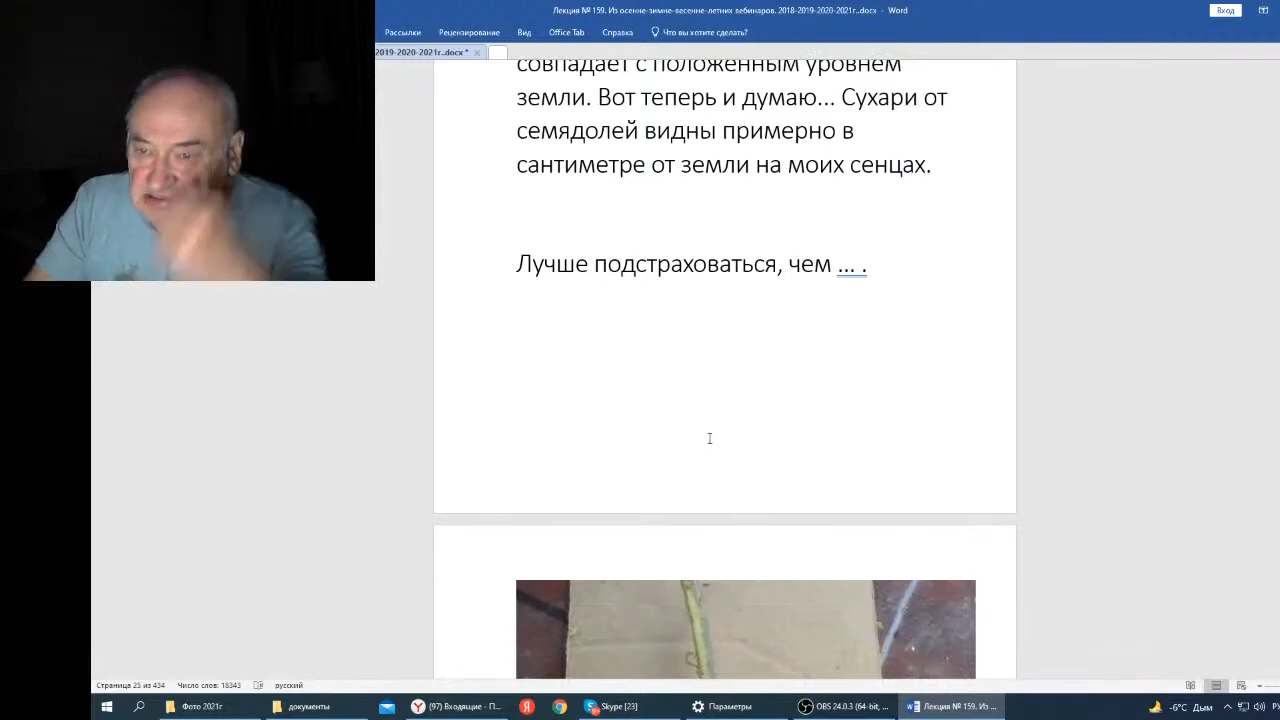 Лекция № 159. Из осенне-зимне-весенне-летних вебинаров. 2018-2019-2020-2021г..docx - Word
Вход
Рассылки Рецензирование Вид Office Tab Справка Что вы хотите сделать?
2019-2020-2021г..docx *
совпадает с положенным уровнем
земли. Вот теперь и думаю... Сухари от
семядолей видны примерно в
сантиметре от земли на моих сенцах.
Лучше подстраховаться, чем ... .
Страница 25 из 434 Число слов: 18343 русский
Фото 2021г документы (97) Входящие - П... Skype [23] Параметры OBS 24.0.3 (64-bit, ... Лекция № 159. Из ... -6°C Дымк